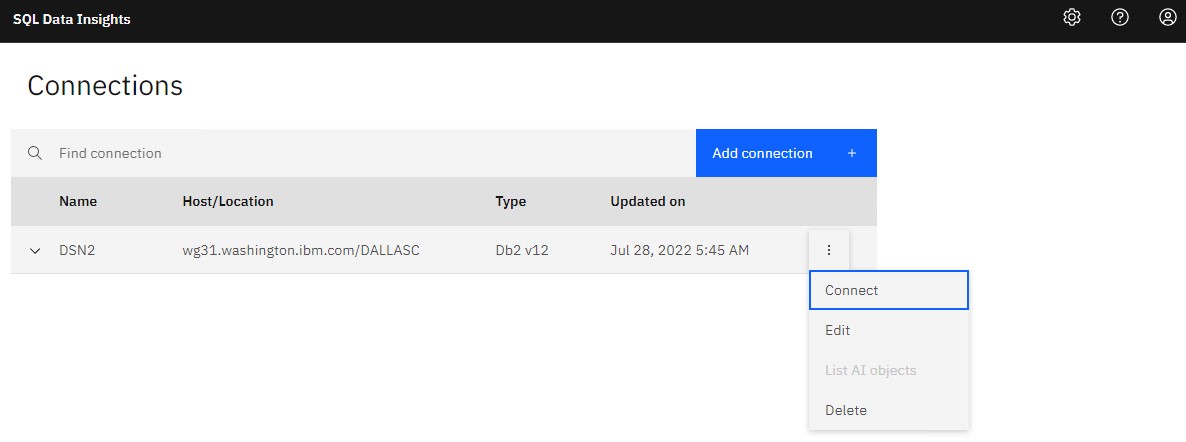 SQL Data Insights
Connections
Find connection
Add connection +
Name Host/Location Type Updated on
DSN2 wg31.washington.ibm.com/DALLASC Db2 v12 Jul 28, 2022 5:45 AM
Connect
Edit
List AI objects
Delete